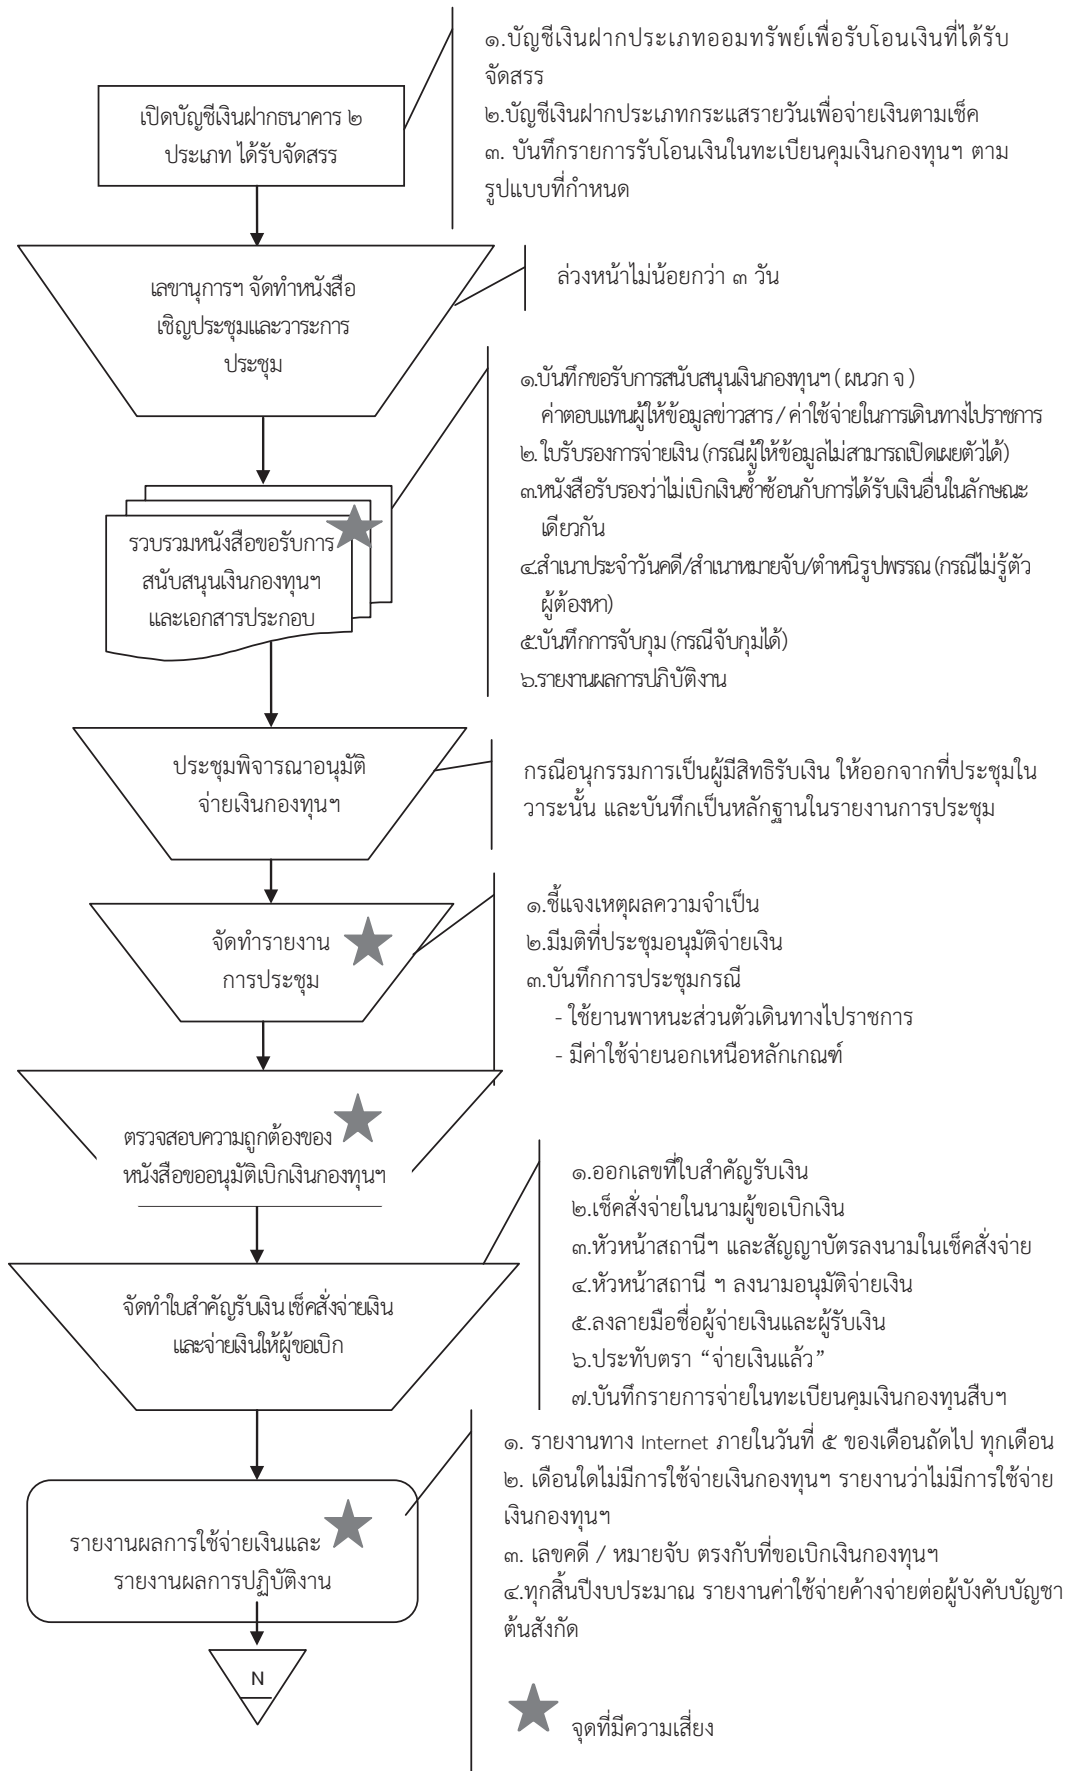 ๑.บัญชีเงินฝากประเภทออมทรัพย์เพื่อรับโอนเงินที่ได้รับ
จัดสรร
๒.บัญชีเงินฝากประเภทกระแสรายวันเพื่อจ่ายเงินตามเช็ค
๓. บันทึกรายการรับโอนเงินในทะเบียนคุมเงินกองทุนฯ ตาม
รูปแบบที่กำหนด
เปิดบัญชีเงินฝากธนาคาร ๒
ประเภท ได้รับจัดสรร
เลขานุการฯ จัดทำหนังสือ
เชิญประชุมและวาระการ
ประชุม
ล่วงหน้าไม่น้อยกว่า ๓ วัน
รวบรวมหนังสือขอรับการ
สนับสนุนเงินกองทุนฯ
และเอกสารประกอบ
๑.บันทึกขอรับการสนับสนุนเงินกองทุนฯ ( ผนวก จ )
ค่าตอบแทนผู้ให้ข้อมูลข่าวสาร / ค่าใช้จ่ายในการเดินทางไปราชการ
๒. ใบรับรองการจ่ายเงิน (กรณีผู้ให้ข้อมูลไม่สามารถเปิดเผยตัวได้)
๓.หนังสือรับรองว่าไม่เบิกเงินซ้ำซ้อนกับการได้รับเงินอื่นในลักษณะ
เดียวกัน
๔.สำเนาประจำวันคดี/สำเนาหมายจับ/ตำหนิรูปพรรณ (กรณีไม่รู้ตัว
ผู้ต้องหา)
๕.บันทึกการจับกุม (กรณีจับกุมได้)
๖.รายงานผลการปฏิบัติงาน
ประชุมพิจารณาอนุมัติ
จ่ายเงินกองทุนฯ
กรณีอนุกรรมการเป็นผู้มีสิทธิรับเงิน ให้ออกจากที่ประชุมใน
วาระนั้น และบันทึกเป็นหลักฐานในรายงานการประชุม
จัดทำรายงาน
การประชุม
๑.ชี้แจงเหตุผลความจำเป็น
๒.มีมติที่ประชุมอนุมัติจ่ายเงิน
๓.บันทึกการประชุมกรณี
- ใช้ยานพาหนะส่วนตัวเดินทางไปราชการ
- มีค่าใช้จ่ายนอกเหนือหลักเกณฑ์
ตรวจสอบความถูกต้องของ
หนังสือขออนุมัติเบิกเงินกองทุนฯ
๑.ออกเลขที่ใบสำคัญรับเงิน
๒.เช็คสั่งจ่ายในนามผู้ขอเบิกเงิน
๓.หัวหน้าสถานีฯ และสัญญาบัตรลงนามในเช็คสั่งจ่าย
๔.หัวหน้าสถานี ฯ ลงนามอนุมัติจ่ายเงิน
๕.ลงลายมือชื่อผู้จ่ายเงินและผู้รับเงิน
๖.ประทับตรา “จ่ายเงินแล้ว”
๗.บันทึกรายการจ่ายในทะเบียนคุมเงินกองทุนสืบฯ
จัดทำใบสำคัญรับเงิน เช็คสั่งจ่ายเงิน
และจ่ายเงินให้ผู้ขอเบิก
๑. รายงานทาง Internet ภายในวันที่ ๕ ของเดือนถัดไป ทุกเดือน
๒. เดือนใดไม่มีการใช้จ่ายเงินกองทุนฯ รายงานว่าไม่มีการใช้จ่าย
เงินกองทุนฯ
๓. เลขคดี / หมายจับ ตรงกับที่ขอเบิกเงินกองทุนฯ
๔.ทุกสิ้นปีงบประมาณ รายงานค่าใช้จ่ายค้างจ่ายต่อผู้บังคับบัญชา
ต้นสังกัด
รายงานผลการใช้จ่ายเงินและ
รายงานผลการปฏิบัติงาน
N
จุดที่มีความเสี่ยง